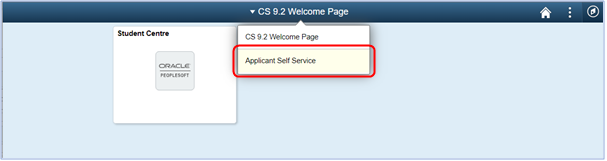 CS 9.2 Welcome Page
Student Centre
ORACLE
PEOPLESOFT
CS 9.2 Welcome Page
Applicant Self Service